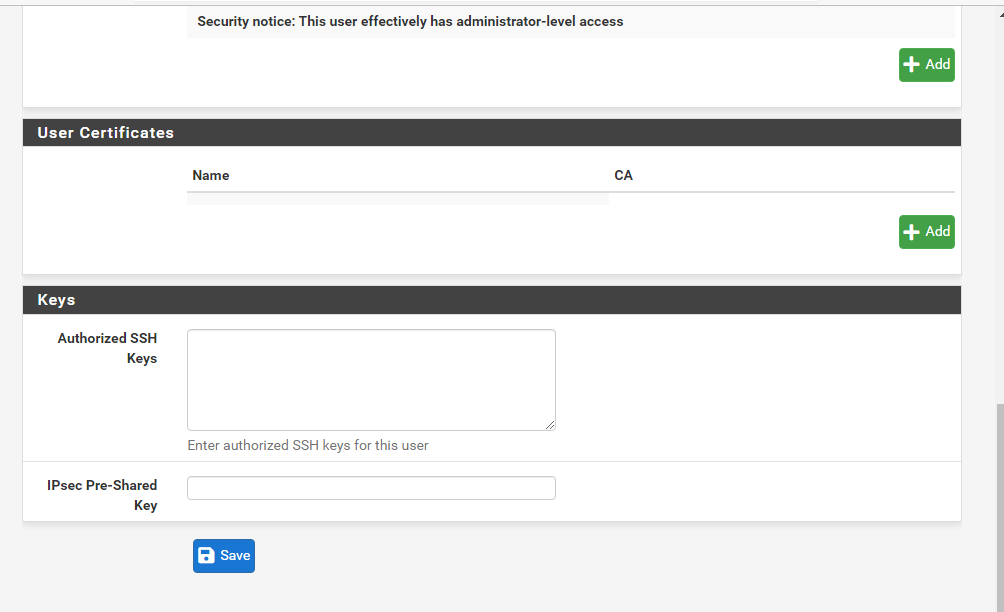 Security notice: This user effectively has administrator-level access
Add
User Certificates
Name CA
Add
Keys
Authorized SSH
Keys
Enter authorized SSH keys for this user
IPsec Pre-Shared
Key
Save